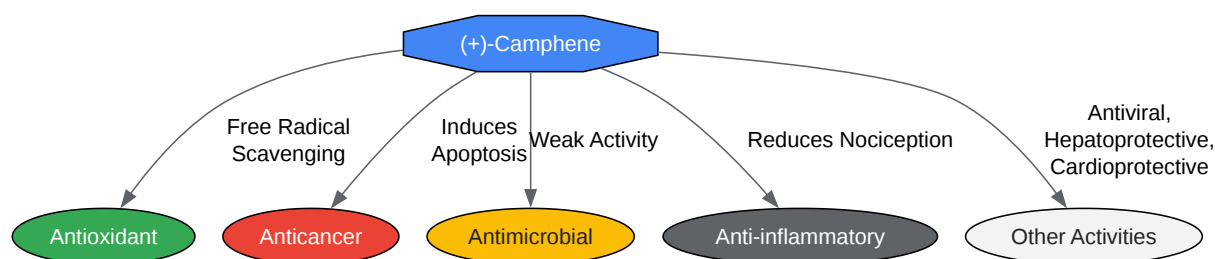 (+)-Camphene
Free Radical
Scavenging
Induces
Apoptosis
Weak Activity
Reduces Nociception
Antiviral,
Hepatoprotective,
Cardioprotective
Antioxidant
Anticancer
Antimicrobial
Anti-inflammatory
Other Activities